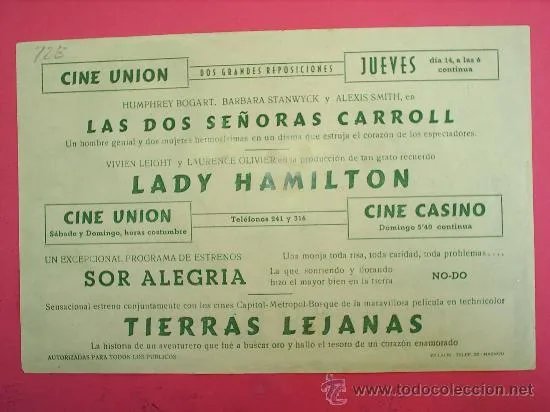 726
CINE UNION
DOS GRANDES REPOSICIONES
JUEVES
día 14, a las 6
continua
HUMPHREY BOGART, BARBARA STANWYCK y ALEXIS SMITH, en
LAS DOS SEÑORAS CARROLL
Un hombre genial y dos mujeres hermosísimas en un drama que estruja el corazón de los espectadores.
VIVIEN LEIGHT y LAURENCE OLIVIER en la producción de tan grato recuerdo
LADY HAMILTON
CINE UNION
Sábado y Domingo, horas costumbre
Teléfonos 241 y 316
CINE CASINO
Domingo 5'40 continua
UN EXCEPCIONAL PROGRAMA DE ESTRENOS
SOR ALEGRIA
Una monja toda risa, toda caridad, toda problemas....
La que sonriendo y llorando
hizo el mayor bien en la tierra
NO-DO
Sensacional estreno conjuntamente con los cines Capitol-Metropol-Bosque de la maravillosa película en technicolor
TIERRAS LEJANAS
La historia de un aventurero que fué a buscar oro y halló el tesoro de un corazón enamorado
AUTORIZADAS PARA TODOS LOS PUBLICOS
todocoleccion
www.todocoleccion.net